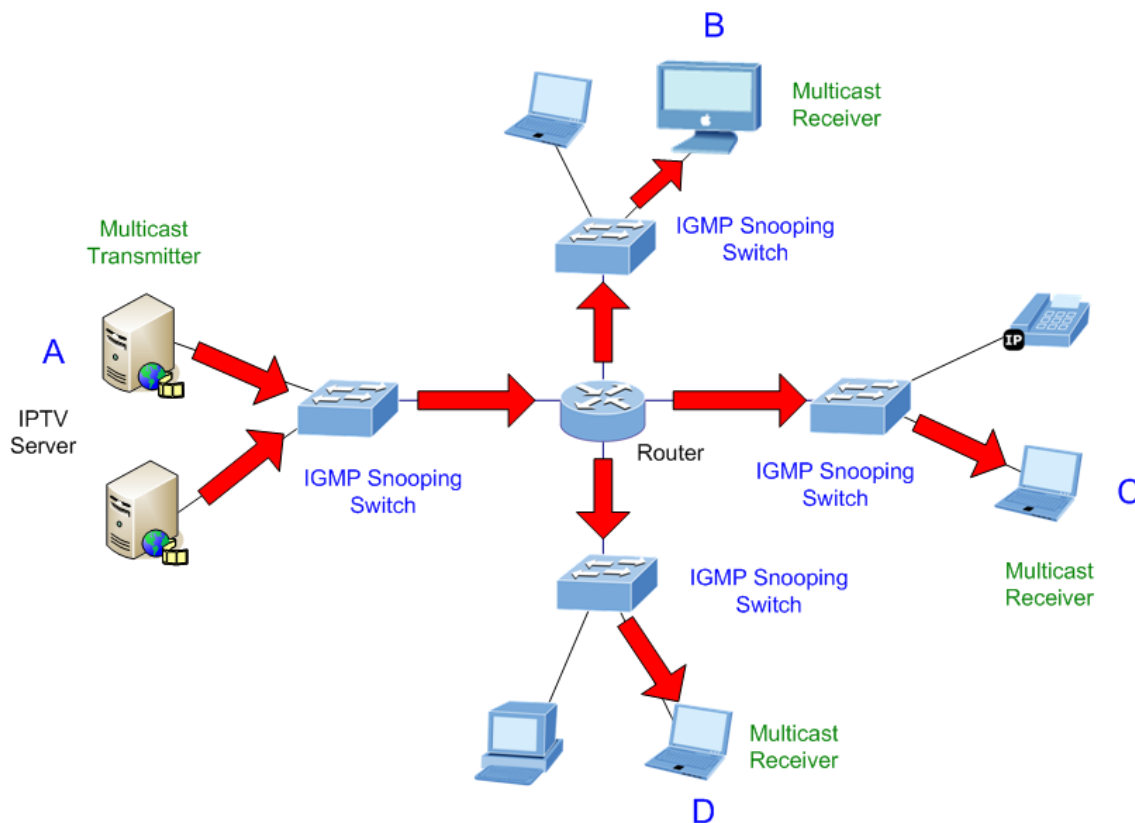 B
Multicast
Receiver
Multicast
Transmitter
IGMP Snooping
Switch
A
IPTV
Server
IP
Router
IGMP Snooping
Switch
IGMP Snooping
Switch
C
IGMP Snooping
Switch
Multicast
Receiver
Multicast
Receiver
D